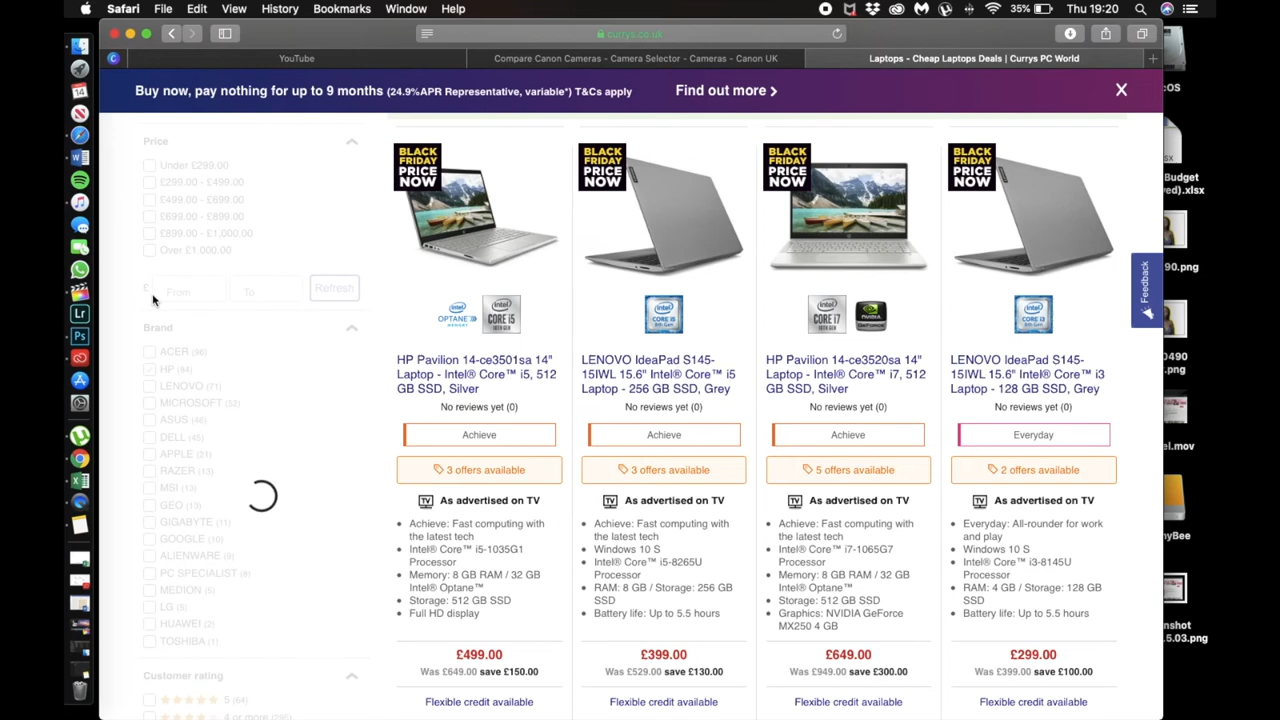 Safari File Edit View History Bookmarks Window Help
35% Thu 19:20
currys.co.uk
YouTube
Compare Canon Cameras - Camera Selector - Cameras - Canon UK
Laptops - Cheap Laptops Deals | Currys PC World
Buy now, pay nothing for up to 9 months (24.9%APR Representative, variable*) T&Cs apply
Find out more
Price
Under £299.00
£299.00 - £499.00
£499.00 - £699.00
£699.00 - £899.00
£899.00 - £1,000.00
Over £1,000.00
£ From To Refresh
Brand
ACER (96)
HP (84)
LENOVO (71)
MICROSOFT (52)
ASUS (46)
DELL (45)
APPLE (21)
RAZER (13)
MSI (13)
GEO (13)
GIGABYTE (11)
GOOGLE (10)
ALIENWARE (9)
PC SPECIALIST (8)
MEDION (5)
LG (5)
HUAWEI (2)
TOSHIBA (1)
Customer rating
5 (64)
4 or more (295)
BLACK
FRIDAY
PRICE
NOW
OPTANE
MEMORY
intel
CORE i5
10TH GEN
HP Pavilion 14-ce3501sa 14"
Laptop - Intel® Core™ i5, 512
GB SSD, Silver
No reviews yet (0)
Achieve
3 offers available
TV As advertised on TV
Achieve: Fast computing with
the latest tech
Intel® Core™ i5-1035G1
Processor
Memory: 8 GB RAM / 32 GB
Intel® Optane™
Storage: 512 GB SSD
Full HD display
£499.00
Was £649.00 save £150.00
Flexible credit available
BLACK
FRIDAY
PRICE
NOW
intel
CORE i5
8th Gen
LENOVO IdeaPad S145-
15IWL 15.6" Intel® Core™ i5
Laptop - 256 GB SSD, Grey
No reviews yet (0)
Achieve
3 offers available
TV As advertised on TV
Achieve: Fast computing with
the latest tech
Windows 10 S
Intel® Core™ i5-8265U
Processor
RAM: 8 GB / Storage: 256 GB
SSD
Battery life: Up to 5.5 hours
£399.00
Was £529.00 save £130.00
Flexible credit available
BLACK
FRIDAY
PRICE
NOW
intel
CORE i7
10TH GEN
NVIDIA
GEFORCE
HP Pavilion 14-ce3520sa 14"
Laptop - Intel® Core™ i7, 512
GB SSD, Silver
No reviews yet (0)
Achieve
5 offers available
TV As advertised on TV
Achieve: Fast computing with
the latest tech
Intel® Core™ i7-1065G7
Processor
Memory: 8 GB RAM / 32 GB
Intel® Optane™
Storage: 512 GB SSD
Graphics: NVIDIA GeForce
MX250 4 GB
£649.00
Was £949.00 save £300.00
Flexible credit available
BLACK
FRIDAY
PRICE
NOW
intel
CORE i3
8th Gen
LENOVO IdeaPad S145-
15IWL 15.6" Intel® Core™ i3
Laptop - 128 GB SSD, Grey
No reviews yet (0)
Everyday
2 offers available
TV As advertised on TV
Everyday: All-rounder for work
and play
Windows 10 S
Intel® Core™ i3-8145U
Processor
RAM: 4 GB / Storage: 128 GB
SSD
Battery life: Up to 5.5 hours
£299.00
Was £399.00 save £100.00
Flexible credit available
Feedback
cOS
SX
Budget
ved).xlsx
90.png
0490
.png
el.mov
nyBee
nshot
5.03.png
Lr
Ps